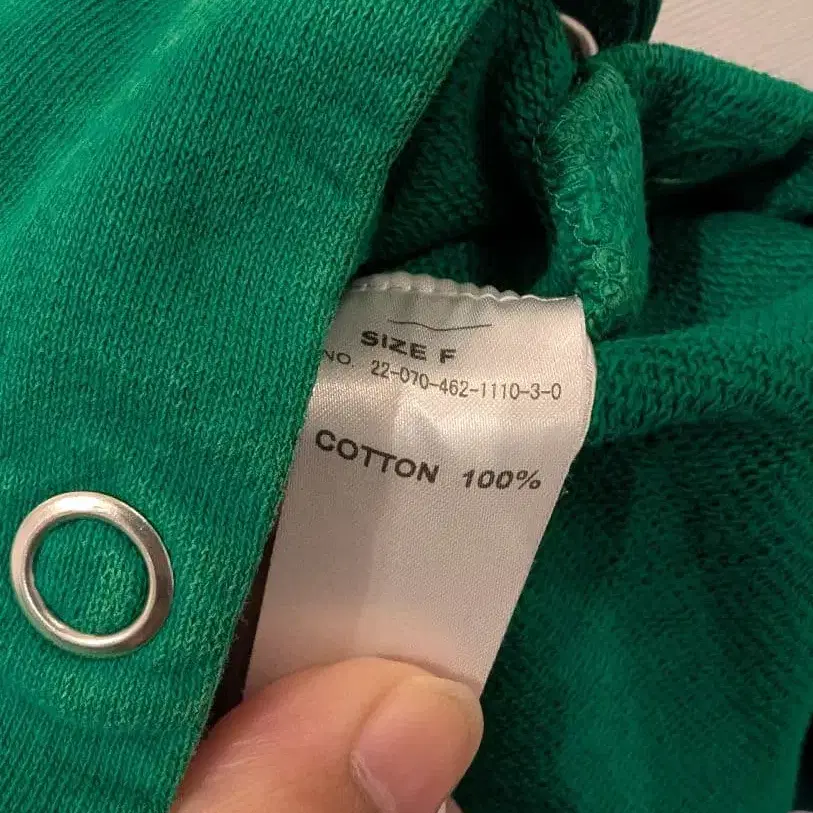 SIZE F
NO. 22-070-462-1110-3-0
COTTON 100%